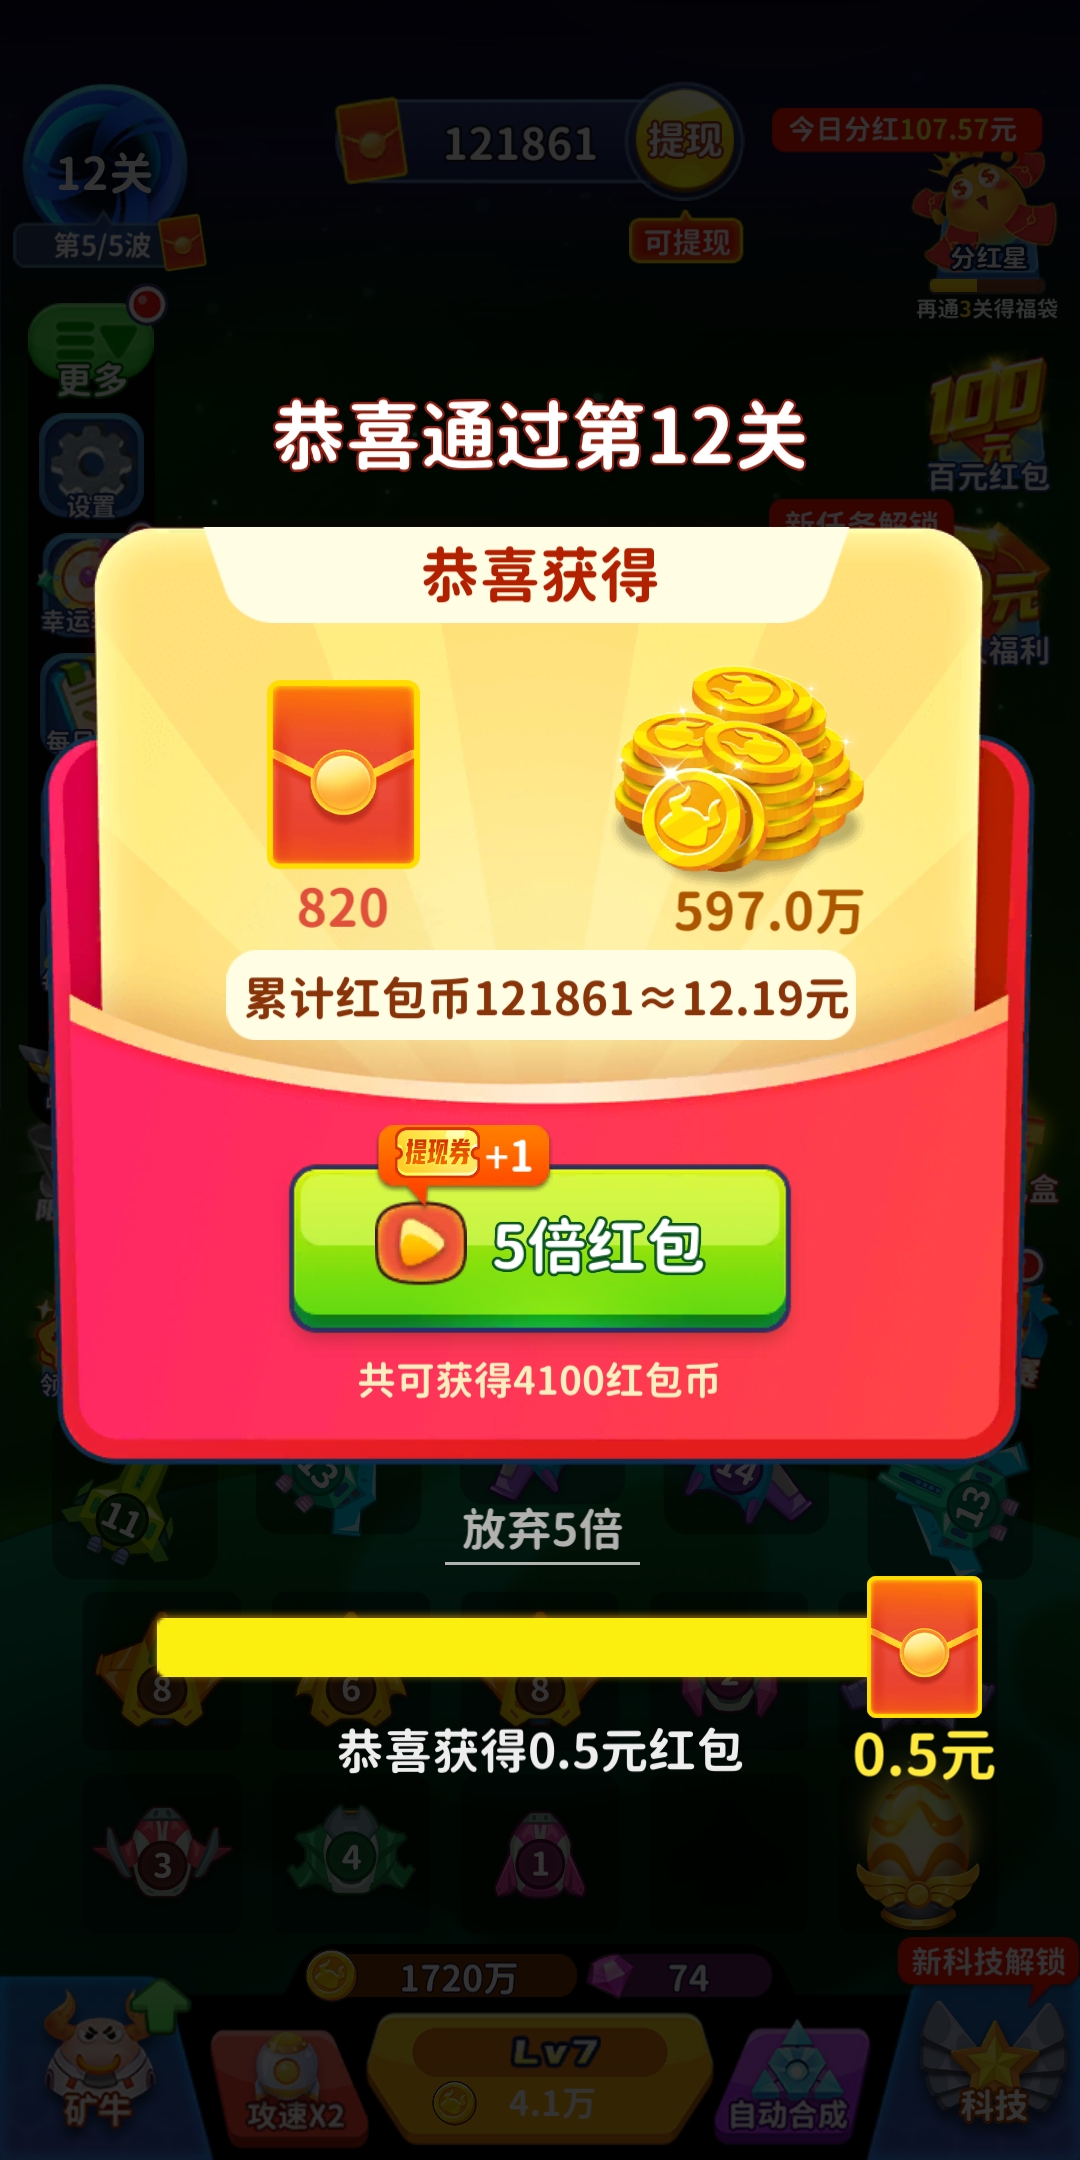 12关
121861
提现
今日分红107.57元
第5/5波
可提现
分红星
再通3关得福袋
更多
100
元
百元红包
设置
恭喜通过第12关
新任务解锁
恭喜获得
幸运
元
福利
每日
820
597.0万
累计红包币121861≈12.19元
提现券+1
盒
5倍红包
领
共可获得4100红包币
11
13
14
13
放弃5倍
8
6
8
2
恭喜获得0.5元红包
0.5元
3
4
1
1720万
74
新科技解锁
Lv7
4.1万
矿牛
攻速X2
自动合成
科技